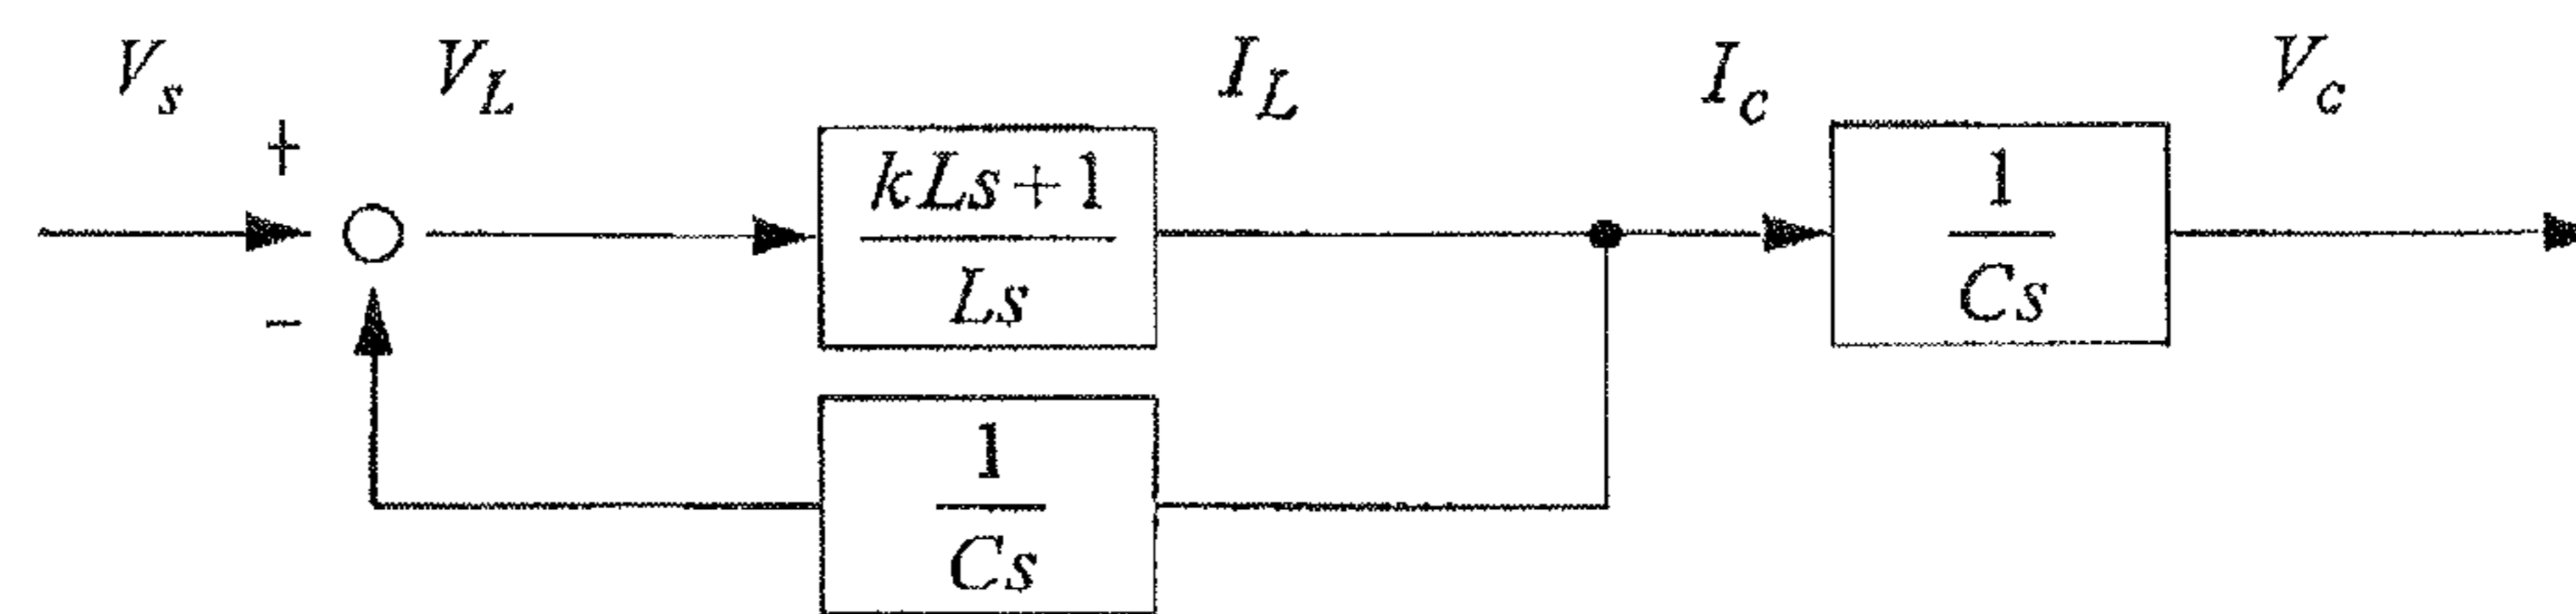 V_s V_L I_L I_c V_c
+
kLs+1
Ls
1
Cs
−
1
Cs